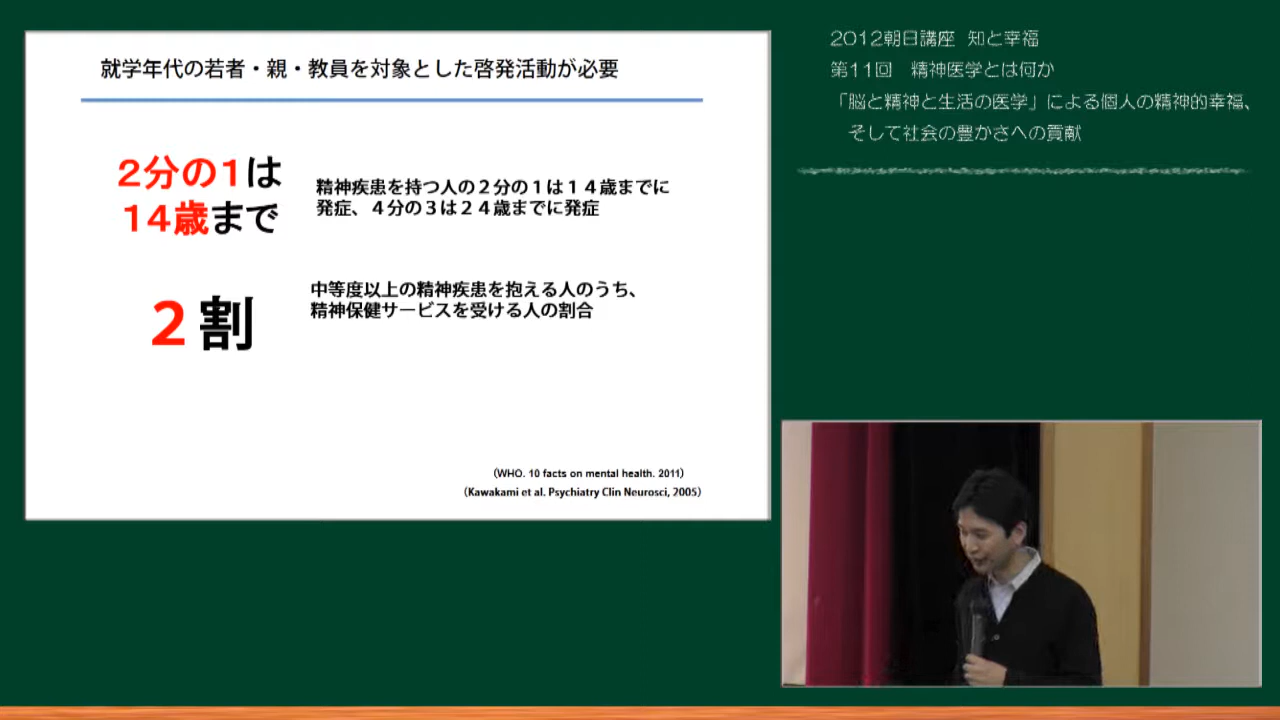 就学年代の若者・親・教員を対象とした啓発活動が必要
2分の1は
14歳まで
精神疾患を持つ人の2分の1は14歳までに
発症、4分の3は24歳までに発症
2割
中等度以上の精神疾患を抱える人のうち、
精神保健サービスを受ける人の割合
(WHO. 10 facts on mental health. 2011)
(Kawakami et al. Psychiatry Clin Neurosci, 2005)
2012朝日講座 知と幸福
第11回 精神医学とは何か
「脳と精神と生活の医学」による個人の精神的幸福、
そして社会の豊かさへの貢献